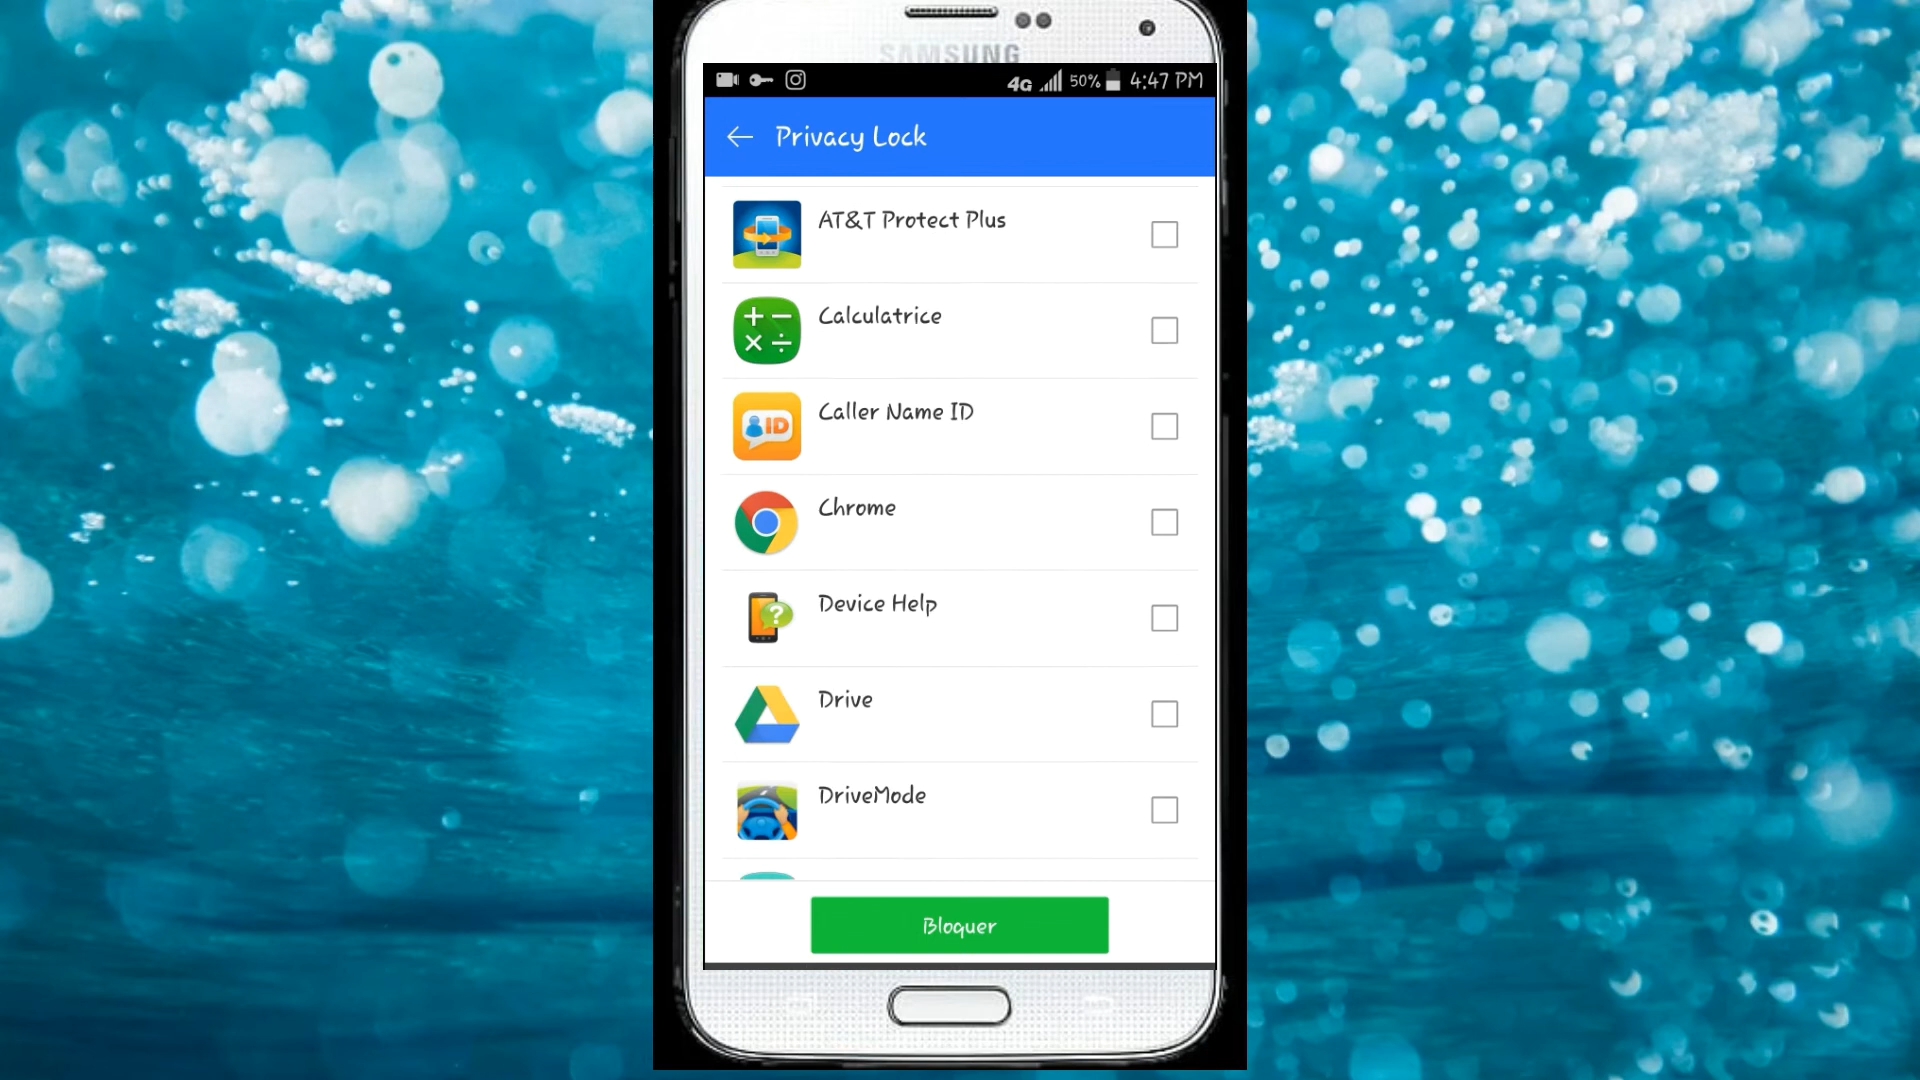 SAMSUNG
4G 50% 4:47 PM
Privacy Lock
AT&T Protect Plus
Calculatrice
ID
Caller Name ID
Chrome
Device Help
Drive
DriveMode
Bloquer